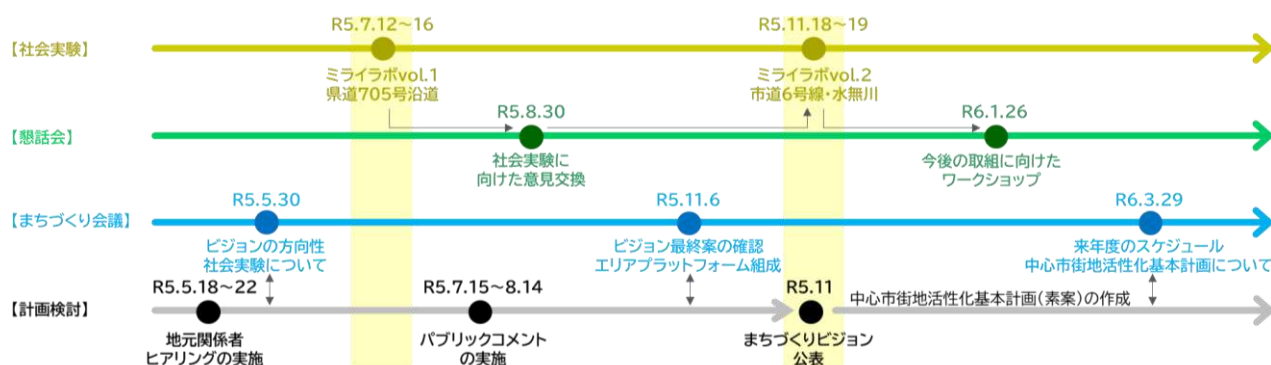 【社会実験】
R5.7.12～16
ミライラボvol.1
県道705号沿道
R5.11.18～19
ミライラボvol.2
市道6号線・水無川
【懇話会】
R5.8.30
社会実験に
向けた意見交換
R6.1.26
今後の取組に向けた
ワークショップ
【まちづくり会議】
R5.5.30
ビジョンの方向性
社会実験について
R5.11.6
ビジョン最終案の確認
エリアプラットフォーム組成
R6.3.29
来年度のスケジュール
中心市街地活性化基本計画について
【計画検討】
R5.5.18～22
地元関係者
ヒアリングの実施
R5.7.15～8.14
パブリックコメント
の実施
R5.11
まちづくりビジョン
公表
中心市街地活性化基本計画(素案)の作成